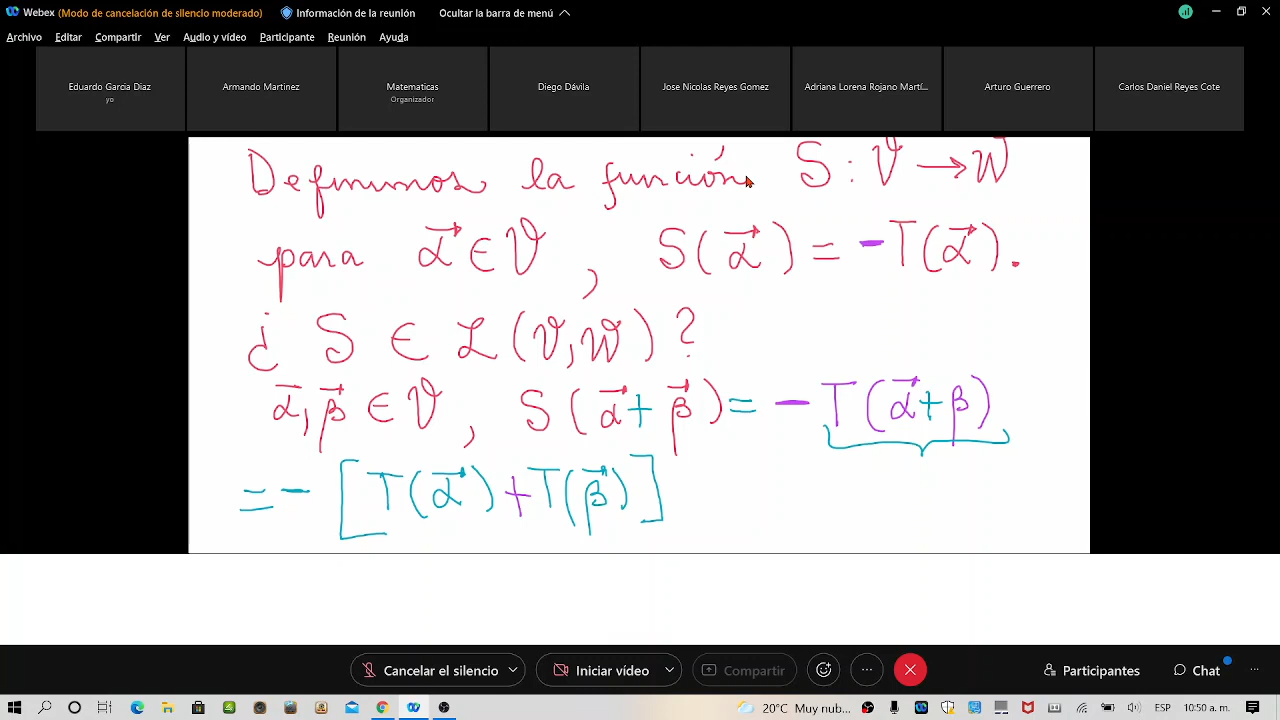 Webex (Modo de cancelación de silencio moderado) Información de la reunión Ocultar la barra de menú
Archivo Editar Compartir Ver Audio y vídeo Participante Reunión Ayuda
Eduardo Garcia Diaz
yo
Armando Martinez
Matematicas
Organizador
Diego Dávila
Jose Nicolas Reyes Gomez
Adriana Lorena Rojano Martí...
Arturo Guerrero
Carlos Daniel Reyes Cote
Definimos la función S : V → W
para α⃗ ∈ V , S(α⃗) = -T(α⃗).
¿ S ∈ L(V,W) ?
α⃗, β⃗ ∈ V, S(α⃗ + β⃗) = - T(α⃗ + β)
= - [T(α⃗) + T(β⃗)]
Cancelar el silencio Iniciar vídeo Compartir ... Participantes Chat ...
20°C Muy nub... ESP 10:50 a. m.